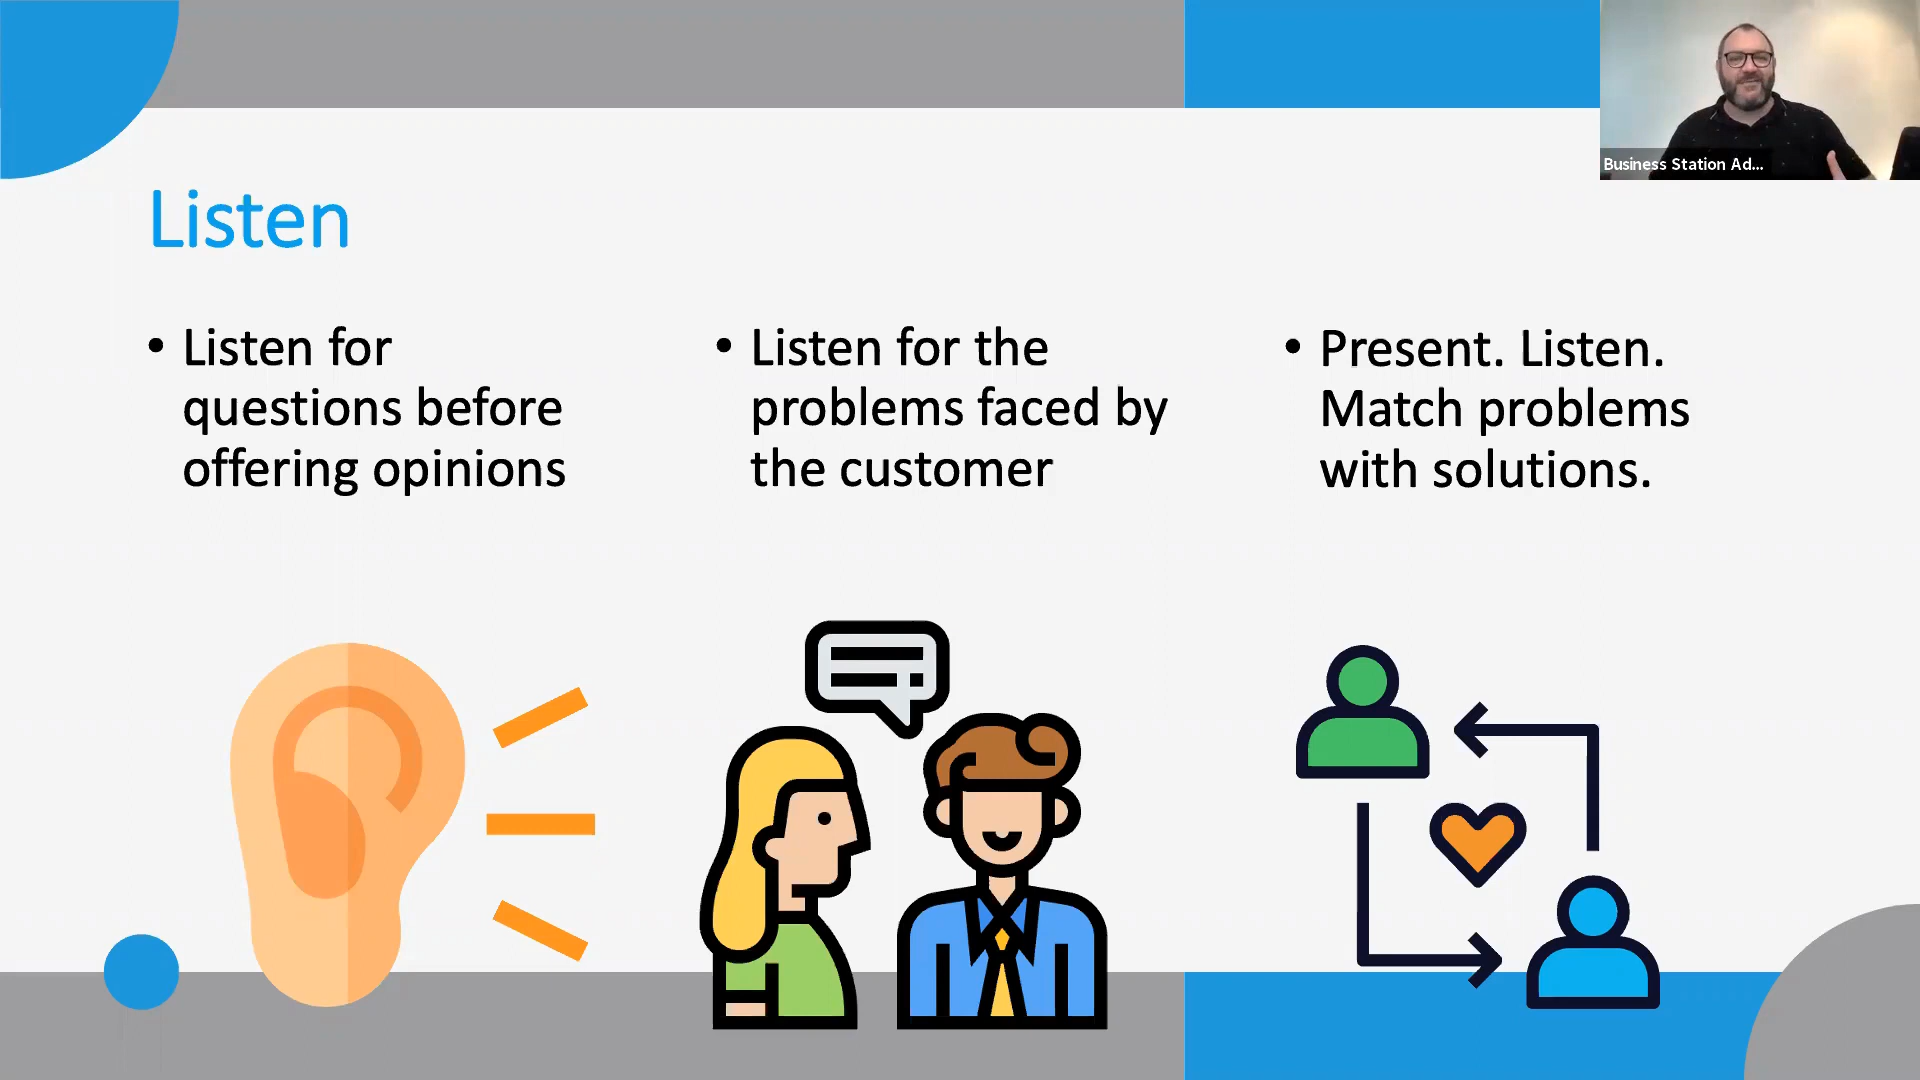 Business Station Ad...
Listen
• Listen for
questions before
offering opinions
• Listen for the
problems faced by
the customer
• Present. Listen.
Match problems
with solutions.